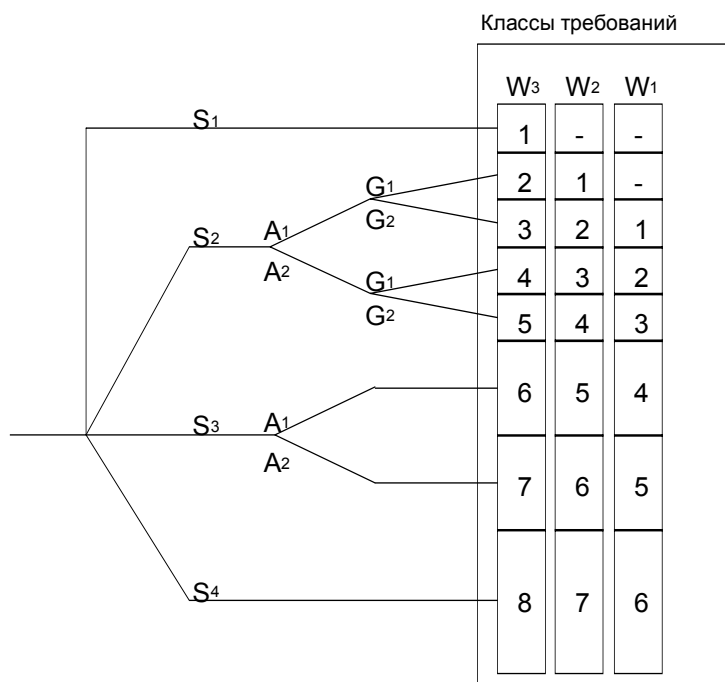 Классы требований
W3 W2 W1
S1 1 - -
G1 2 1 -
S2 A1 G2 3 2 1
A2 G1 4 3 2
G2 5 4 3
6 5 4
S3 A1
A2 7 6 5
S4 8 7 6